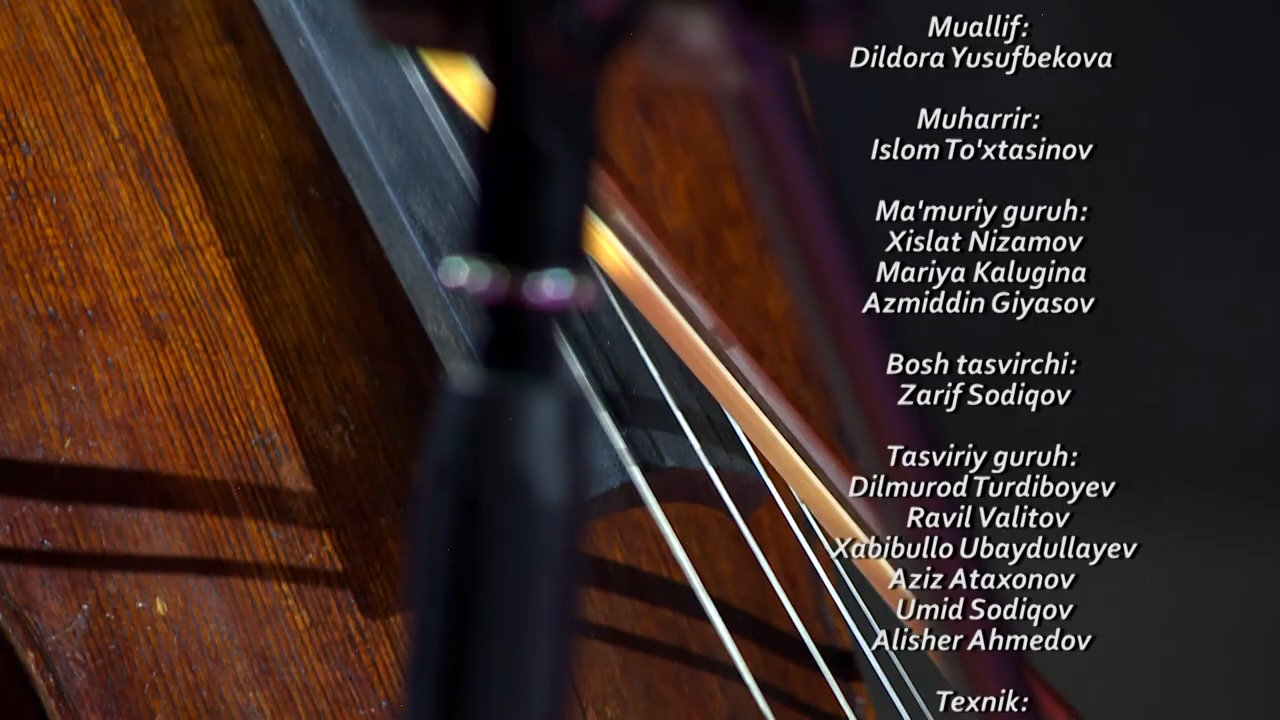 Muallif:
Dildora Yusufbekova
Muharrir:
Islom To'xtasinov
Ma'muriy guruh:
Xislat Nizamov
Mariya Kalugina
Azmiddin Giyasov
Bosh tasvirchi:
Zarif Sodiqov
Tasviriy guruh:
Dilmurod Turdiboyev
Ravil Valitov
Xabibullo Ubaydullayev
Aziz Ataxonov
Umid Sodiqov
Alisher Ahmedov
Texnik: